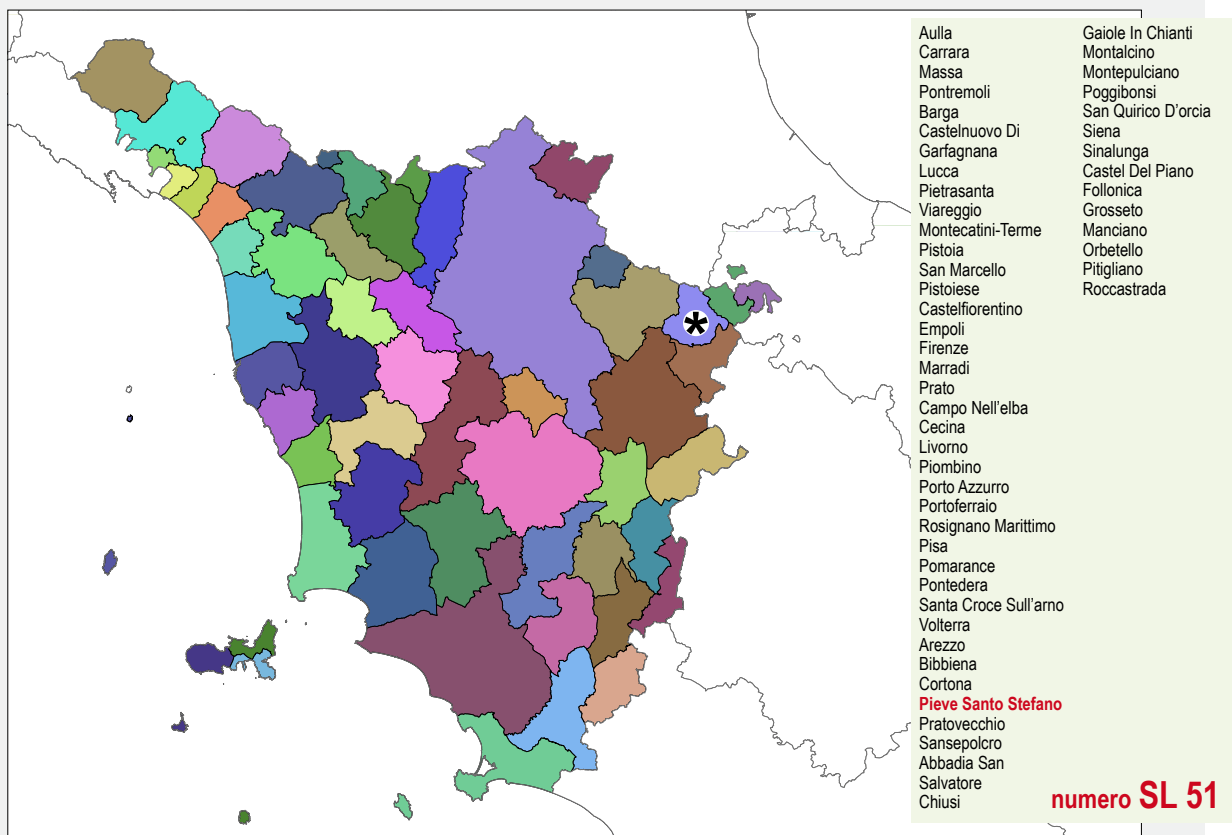 Aulla
Carrara
Massa
Pontremoli
Barga
Castelnuovo Di
Garfagnana
Lucca
Pietrasanta
Viareggio
Montecatini-Terme
Pistoia
San Marcello
Pistoiese
Castelfiorentino
Empoli
Firenze
Marradi
Prato
Campo Nell'elba
Cecina
Livorno
Piombino
Porto Azzurro
Portoferraio
Rosignano Marittimo
Pisa
Pomarance
Pontedera
Santa Croce Sull'arno
Volterra
Arezzo
Bibbiena
Cortona
Pieve Santo Stefano
Pratovecchio
Sansepolcro
Abbadia San
Salvatore
Chiusi
Gaiole In Chianti
Montalcino
Montepulciano
Poggibonsi
San Quirico D'orcia
Siena
Sinalunga
Castel Del Piano
Follonica
Grosseto
Manciano
Orbetello
Pitigliano
Roccastrada
numero SL 51